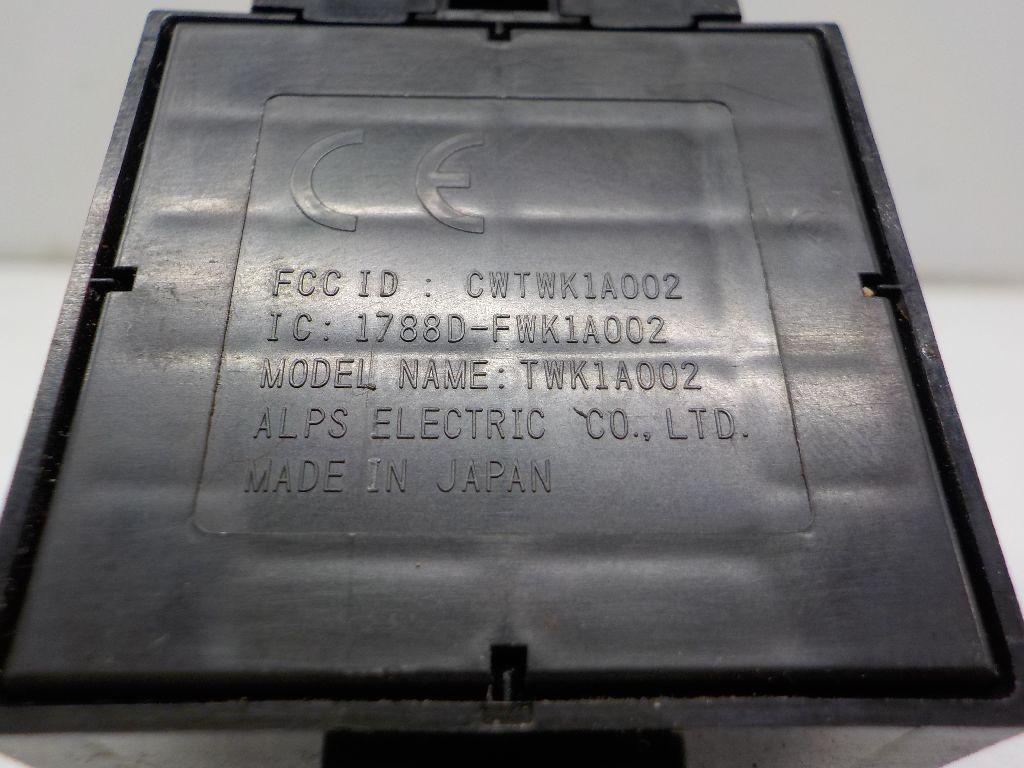 CE
FCC ID : CWTWK1A002
IC: 1788D-FWK1A002
MODEL NAME: TWK1A002
ALPS ELECTRIC CO., LTD.
MADE IN JAPAN